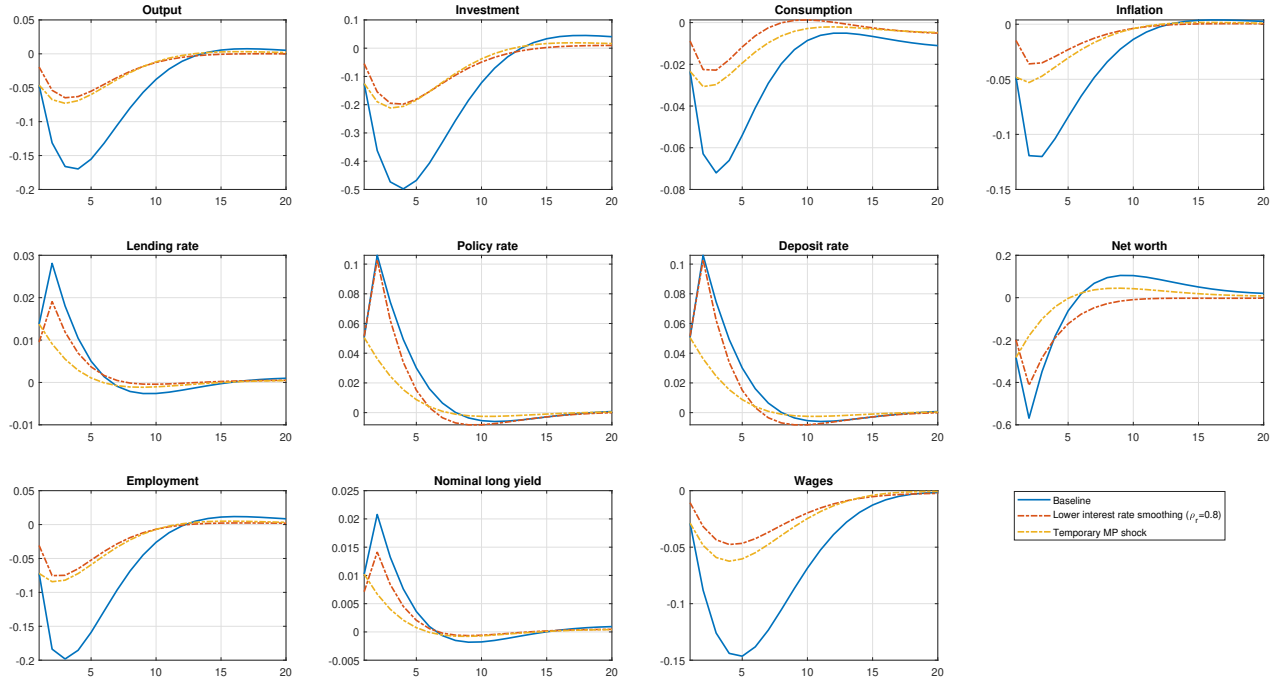 Output
0.05
0
-0.05
-0.1
-0.15
-0.2
5 10 15 20
Investment
0.1
0
-0.1
-0.2
-0.3
-0.4
-0.5
5 10 15 20
Consumption
0
-0.02
-0.04
-0.06
-0.08
5 10 15 20
Inflation
0
-0.05
-0.1
-0.15
5 10 15 20
Lending rate
0.03
0.02
0.01
0
-0.01
5 10 15 20
Policy rate
0.1
0.08
0.06
0.04
0.02
0
5 10 15 20
Deposit rate
0.1
0.08
0.06
0.04
0.02
0
5 10 15 20
Net worth
0.2
0
-0.2
-0.4
-0.6
5 10 15 20
Employment
0.05
0
-0.05
-0.1
-0.15
-0.2
5 10 15 20
Nominal long yield
0.025
0.02
0.015
0.01
0.005
0
-0.005
5 10 15 20
Wages
0
-0.05
-0.1
-0.15
5 10 15 20
Baseline
Lower interest rate smoothing (ρr=0.8)
Temporary MP shock